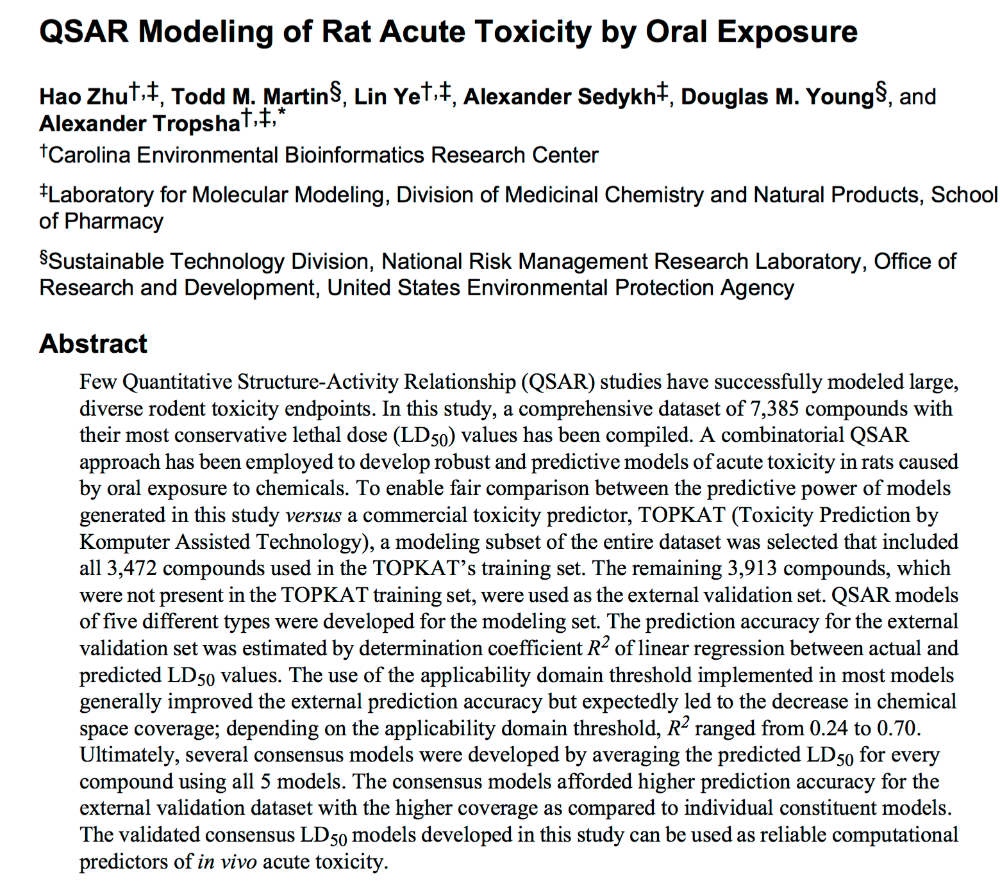 QSAR Modeling of Rat Acute Toxicity by Oral Exposure
Hao Zhu†,‡, Todd M. Martin§, Lin Ye†,‡, Alexander Sedykh‡, Douglas M. Young§, and
Alexander Tropsha†,‡,*
†Carolina Environmental Bioinformatics Research Center
‡Laboratory for Molecular Modeling, Division of Medicinal Chemistry and Natural Products, School
of Pharmacy
§Sustainable Technology Division, National Risk Management Research Laboratory, Office of
Research and Development, United States Environmental Protection Agency
Abstract
Few Quantitative Structure-Activity Relationship (QSAR) studies have successfully modeled large,
diverse rodent toxicity endpoints. In this study, a comprehensive dataset of 7,385 compounds with
their most conservative lethal dose (LD50) values has been compiled. A combinatorial QSAR
approach has been employed to develop robust and predictive models of acute toxicity in rats caused
by oral exposure to chemicals. To enable fair comparison between the predictive power of models
generated in this study versus a commercial toxicity predictor, TOPKAT (Toxicity Prediction by
Komputer Assisted Technology), a modeling subset of the entire dataset was selected that included
all 3,472 compounds used in the TOPKAT’s training set. The remaining 3,913 compounds, which
were not present in the TOPKAT training set, were used as the external validation set. QSAR models
of five different types were developed for the modeling set. The prediction accuracy for the external
validation set was estimated by determination coefficient R2 of linear regression between actual and
predicted LD50 values. The use of the applicability domain threshold implemented in most models
generally improved the external prediction accuracy but expectedly led to the decrease in chemical
space coverage; depending on the applicability domain threshold, R2 ranged from 0.24 to 0.70.
Ultimately, several consensus models were developed by averaging the predicted LD50 for every
compound using all 5 models. The consensus models afforded higher prediction accuracy for the
external validation dataset with the higher coverage as compared to individual constituent models.
The validated consensus LD50 models developed in this study can be used as reliable computational
predictors of in vivo acute toxicity.